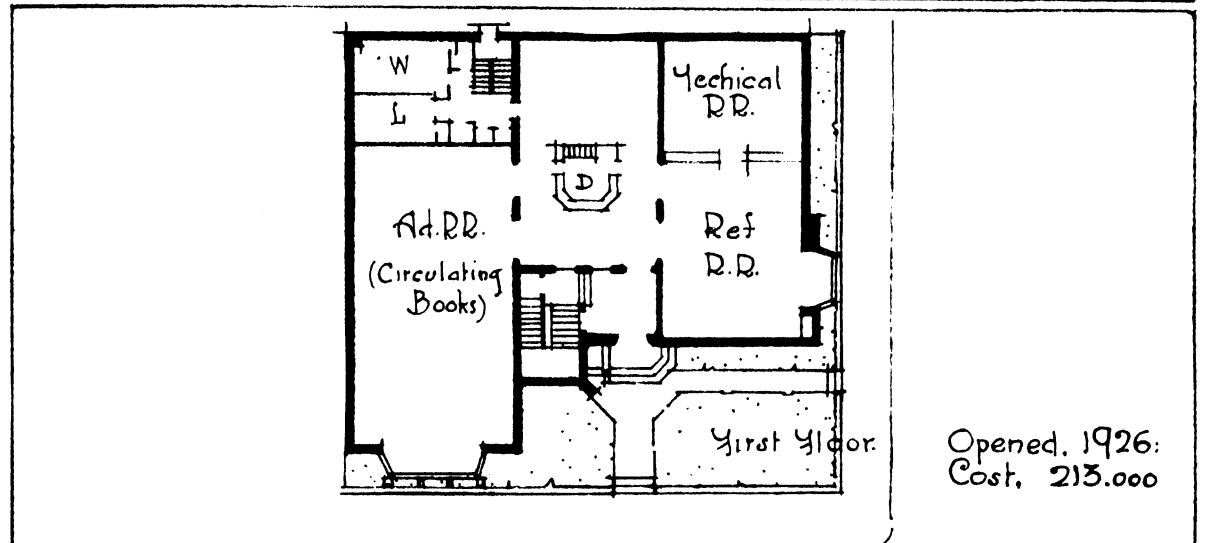 W
L
Techical
R.R.
D
Ad.R.R.
(Circulating
Books)
Ref
R.R.
First Floor.
Opened. 1926:
Cost. 213.000